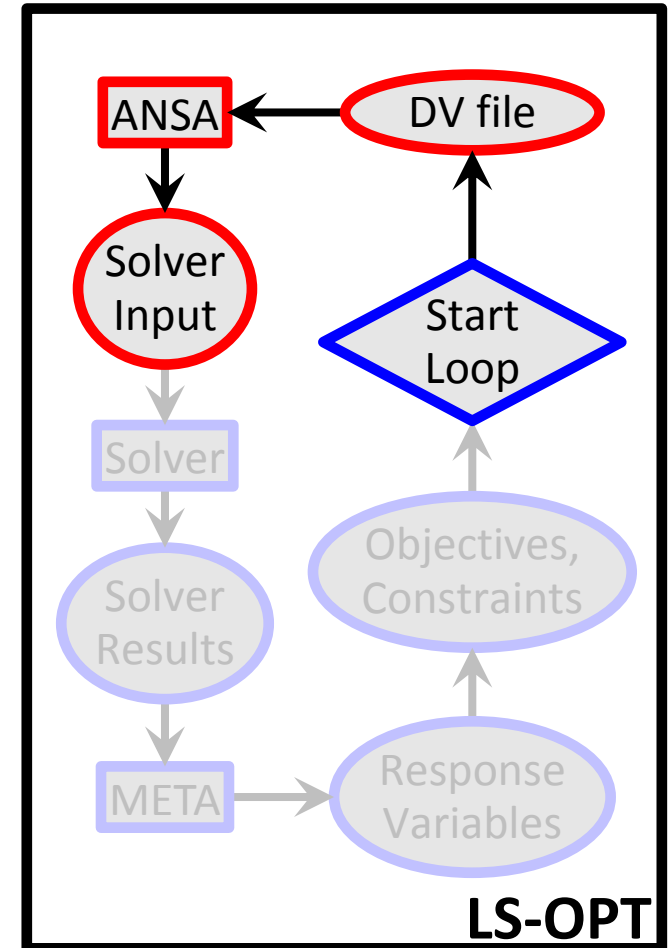 ANSA
DV file
Solver
Input
Start
Loop
Solver
Objectives,
Constraints
Solver
Results
META
Response
Variables
LS-OPT